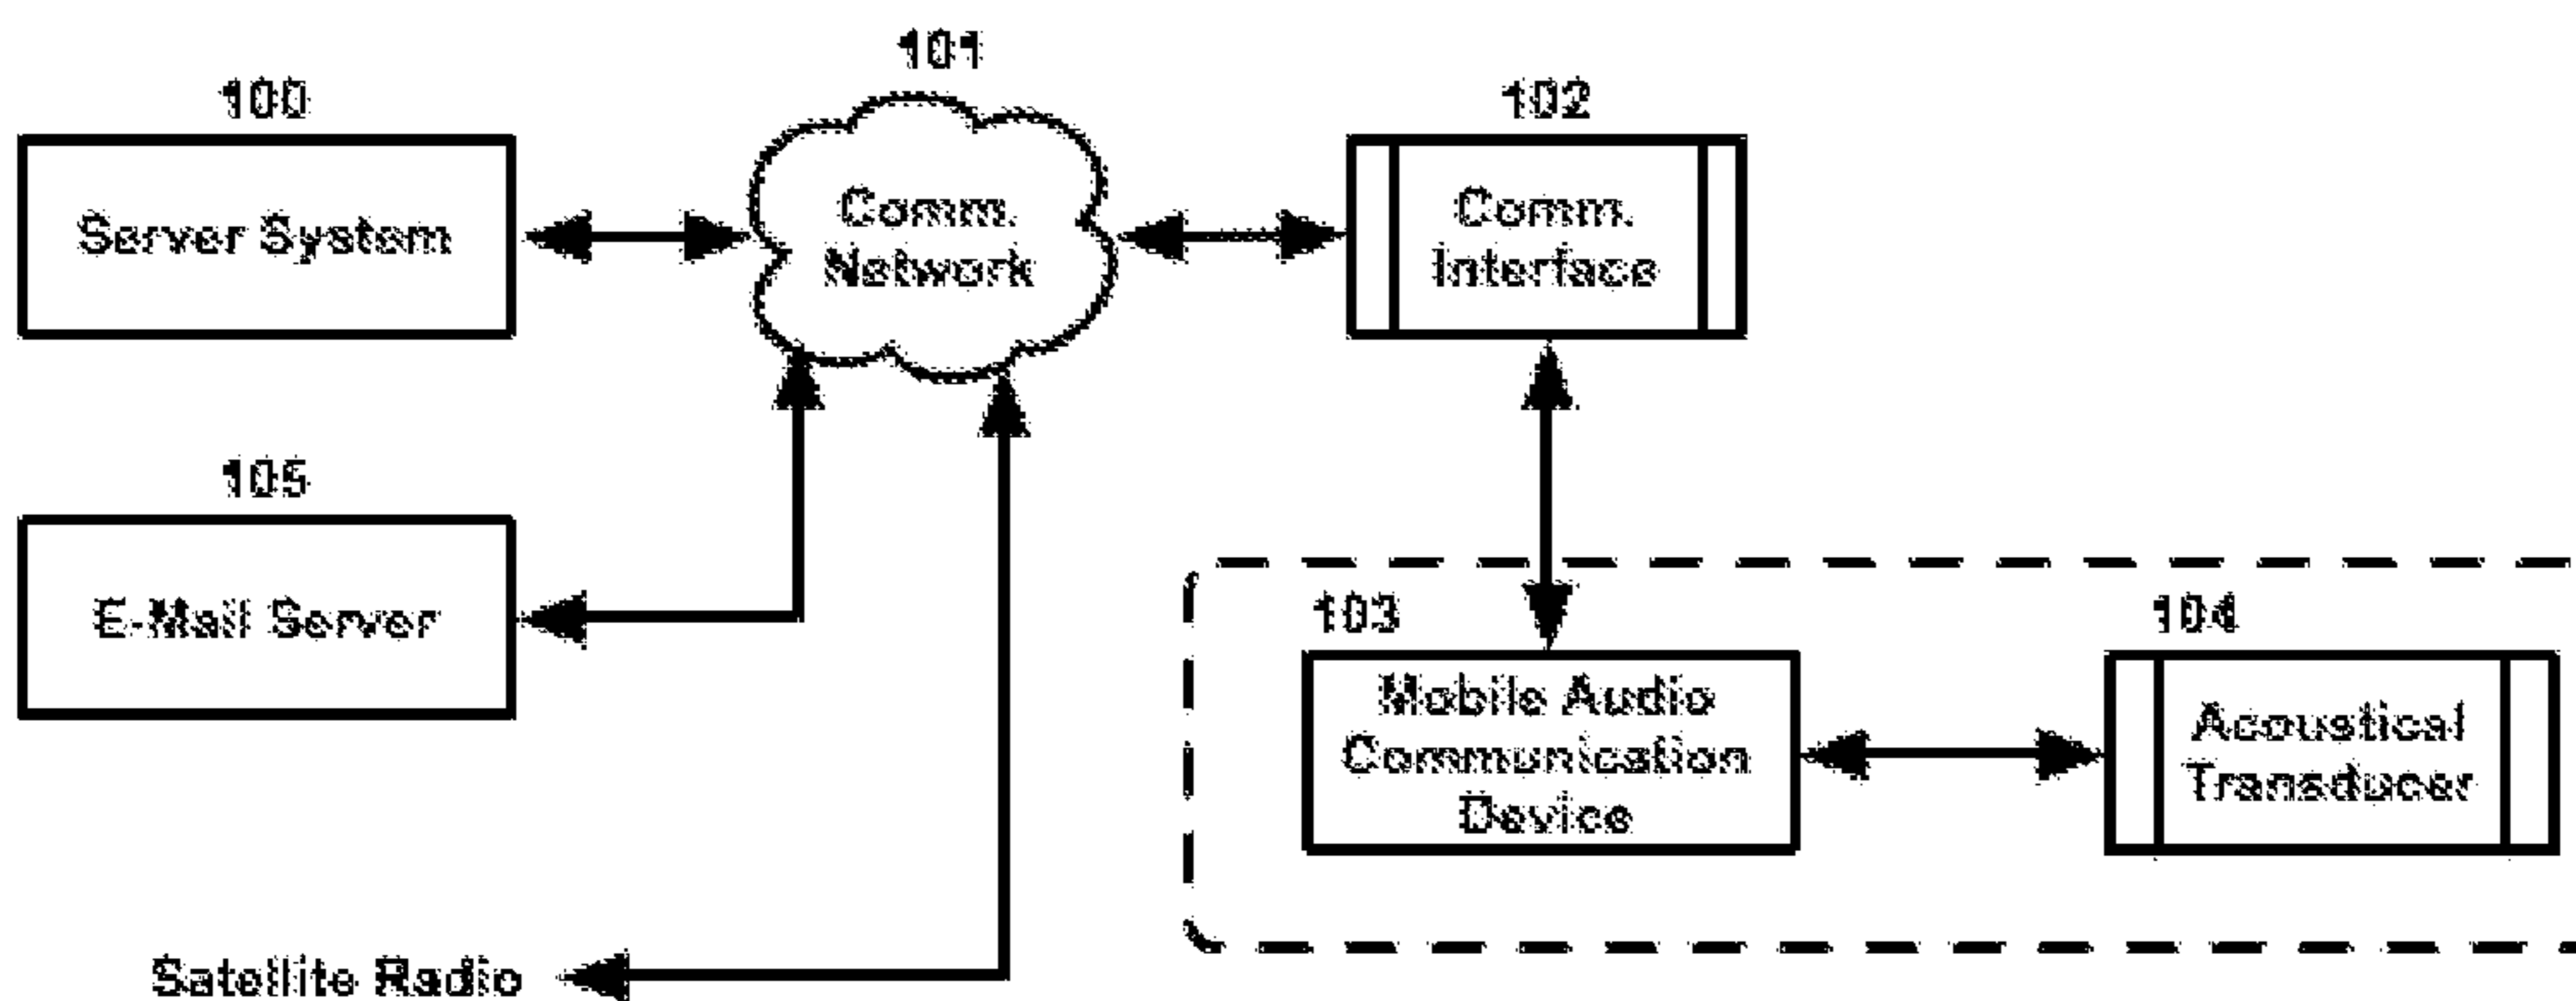 101
100
102
Server System
Comm.
Network
Comm.
Interface
105
E-Mail Server
103
104
Mobile Audio
Communication
Device
Acoustical
Transducer
Satellite Radio